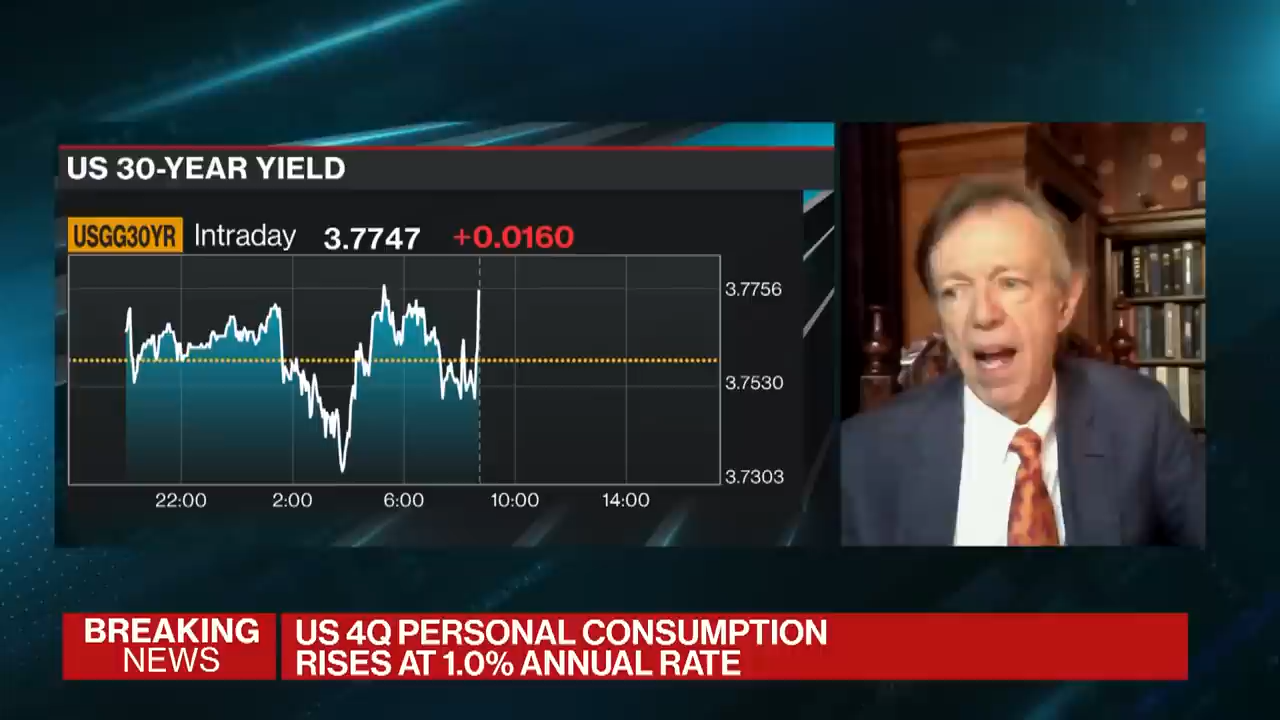 US 30-YEAR YIELD
USGG30YR Intraday 3.7747 +0.0160
3.7756
3.7530
3.7303
22:00 2:00 6:00 10:00 14:00
BREAKING NEWS
US 4Q PERSONAL CONSUMPTION
RISES AT 1.0% ANNUAL RATE